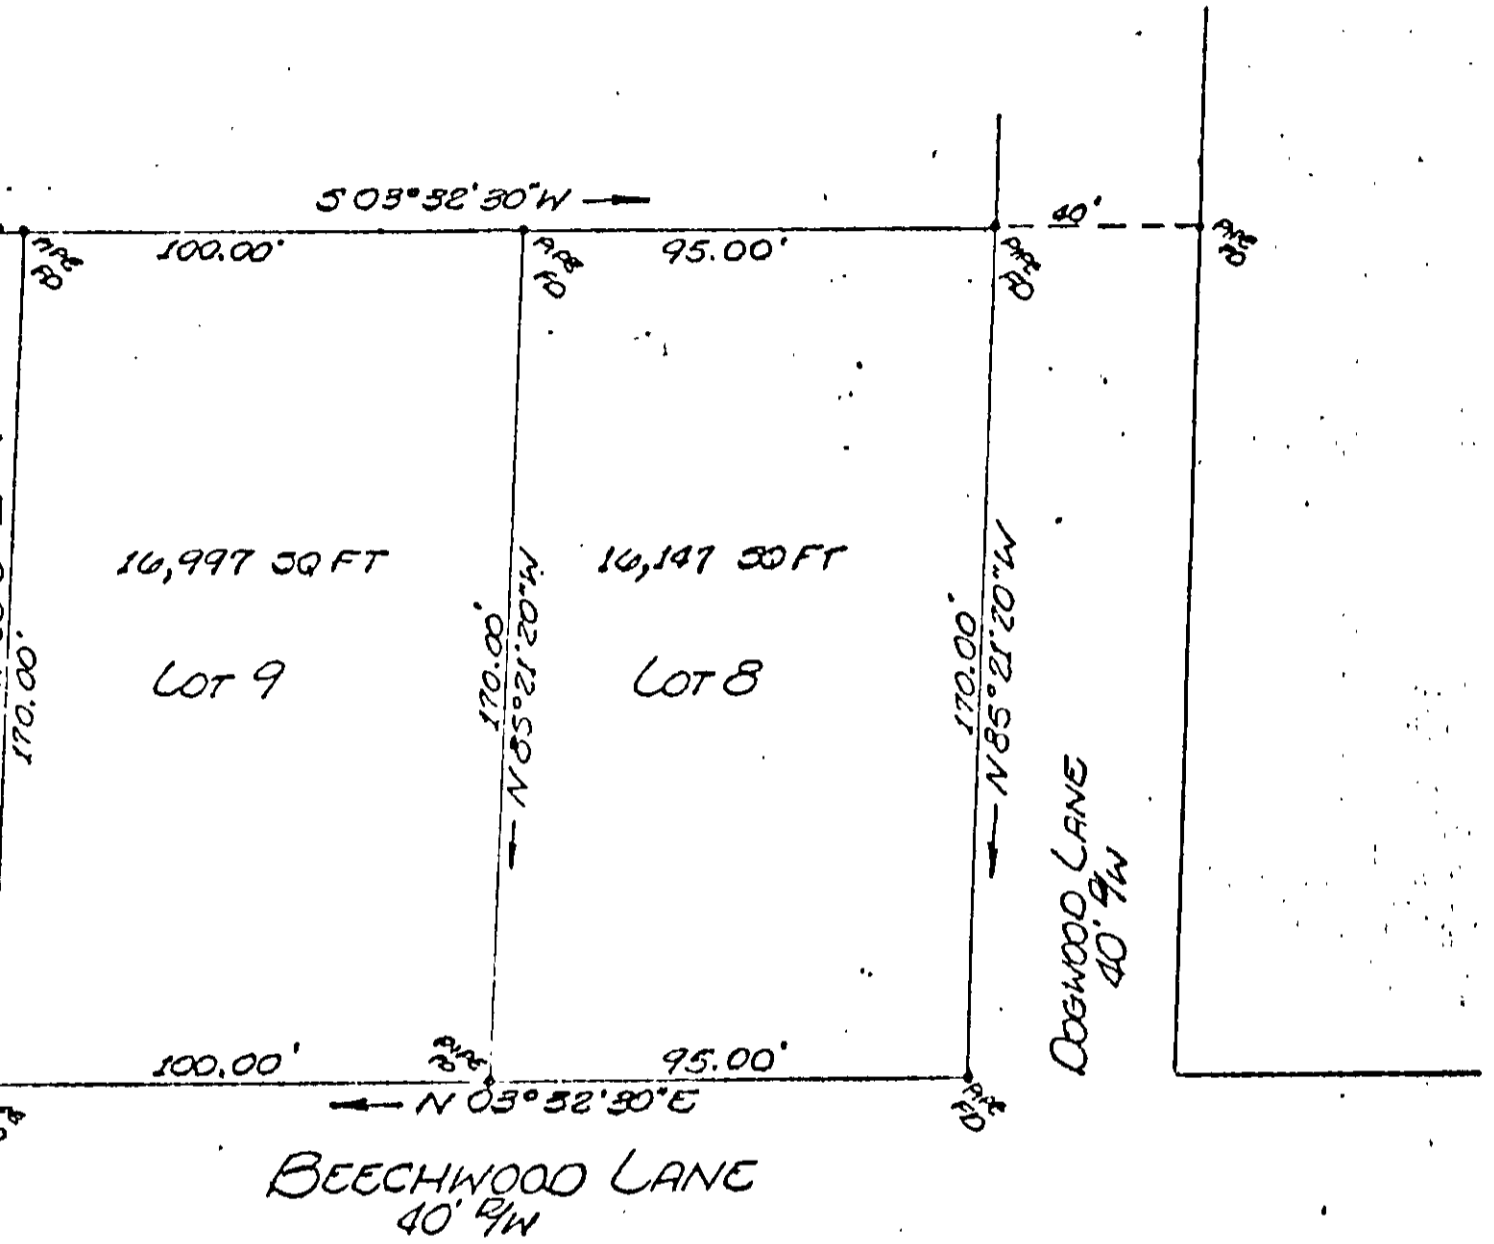 S 03°32'30"W
40'
100.00'
95.00'
PIPE
FD
PIPE
FD
PIPE
FD
PIPE
FD
16,997 SQ FT
16,147 SQ FT
LOT 9
LOT 8
170.00'
170.00'
N 85°21'20"W
170.00'
N 85°21'20"W
DOGWOOD LANE
40' R/W
100.00'
PIPE
FD
95.00'
N 03°32'30"E
PIPE
FD
BEECHWOOD LANE
40' R/W